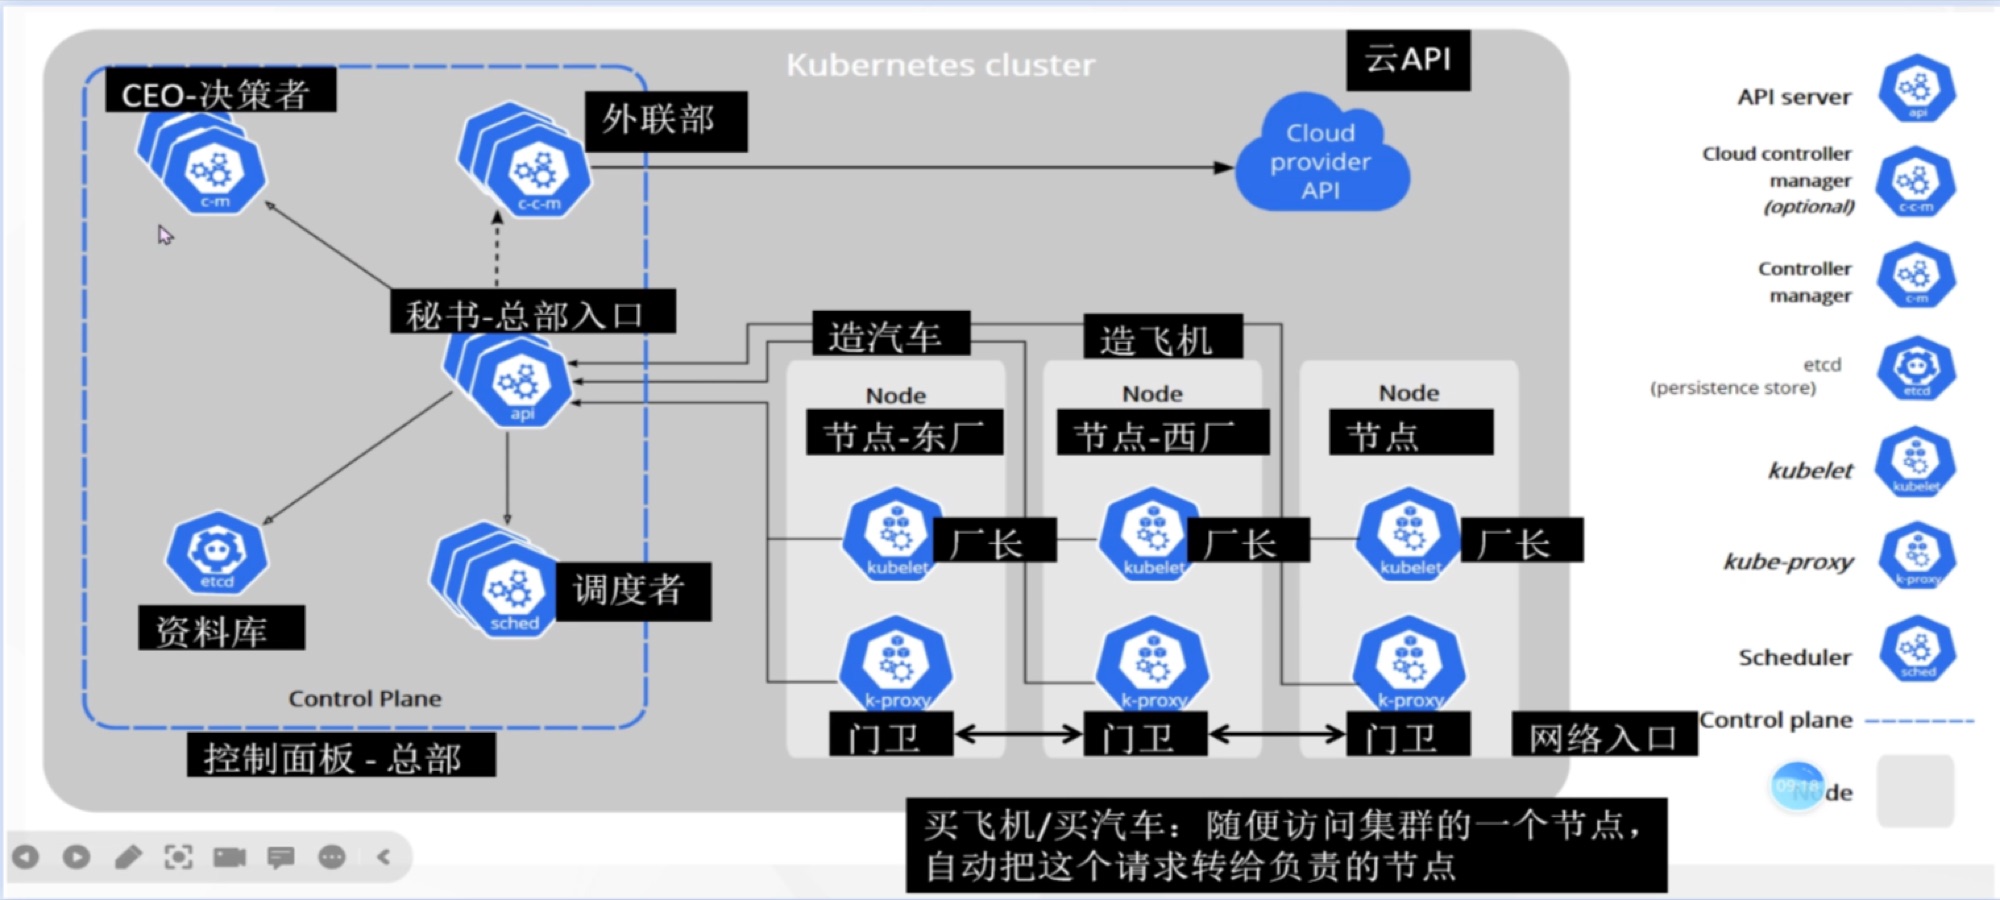 Kubernetes cluster
云API
CEO-决策者
c-m
外联部
c-c-m
Cloud
provider
API
秘书-总部入口
api
etcd
资料库
sched
调度者
Control Plane
控制面板 - 总部
造汽车
造飞机
Node
节点-东厂
kubelet
厂长
k-proxy
门卫
Node
节点-西厂
kubelet
厂长
k-proxy
门卫
Node
节点
kubelet
厂长
k-proxy
门卫
网络入口
买飞机/买汽车：随便访问集群的一个节点，
自动把这个请求转给负责的节点
API server
api
Cloud controller
manager
(optional)
c-c-m
Controller
manager
c-m
etcd
(persistence store)
etcd
kubelet
kubelet
kube-proxy
k-proxy
Scheduler
sched
Control plane
09:18
Node